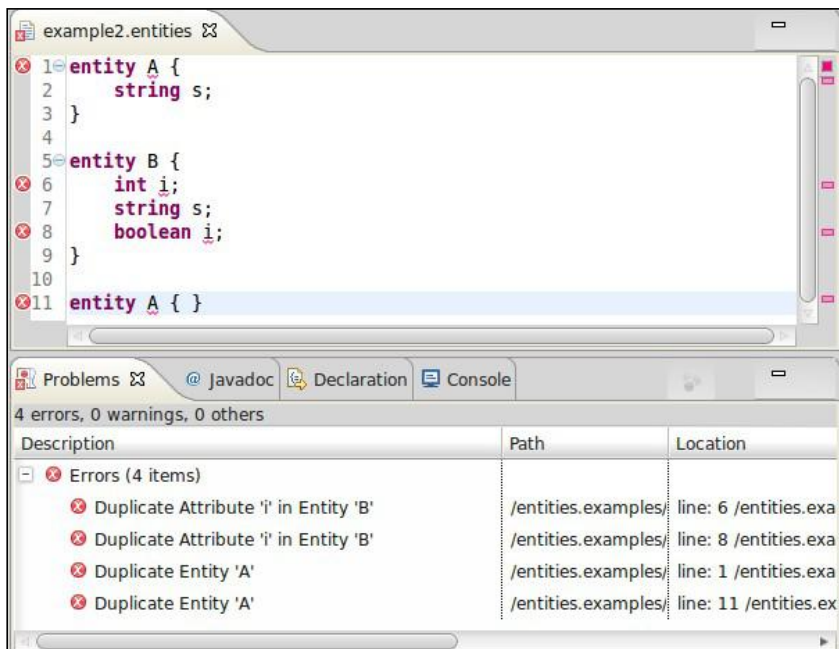 example2.entities
1 entity A {
2     string s;
3 }
4
5 entity B {
6     int i;
7     string s;
8     boolean i;
9 }
10
11 entity A { }
Problems @ Javadoc Declaration Console
4 errors, 0 warnings, 0 others
Description Path Location
Errors (4 items)
Duplicate Attribute 'i' in Entity 'B' /entities.examples/ line: 6 /entities.exa
Duplicate Attribute 'i' in Entity 'B' /entities.examples/ line: 8 /entities.exa
Duplicate Entity 'A' /entities.examples/ line: 1 /entities.exa
Duplicate Entity 'A' /entities.examples/ line: 11 /entities.ex